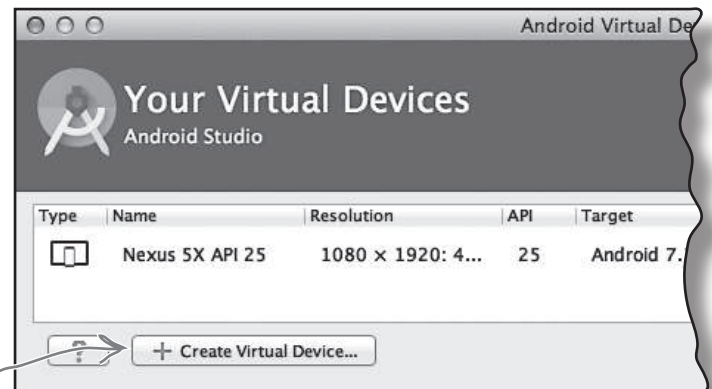 Android Virtual De
Your Virtual Devices
Android Studio
Type Name Resolution API Target
Nexus 5X API 25 1080 × 1920: 4... 25 Android 7.
? + Create Virtual Device...